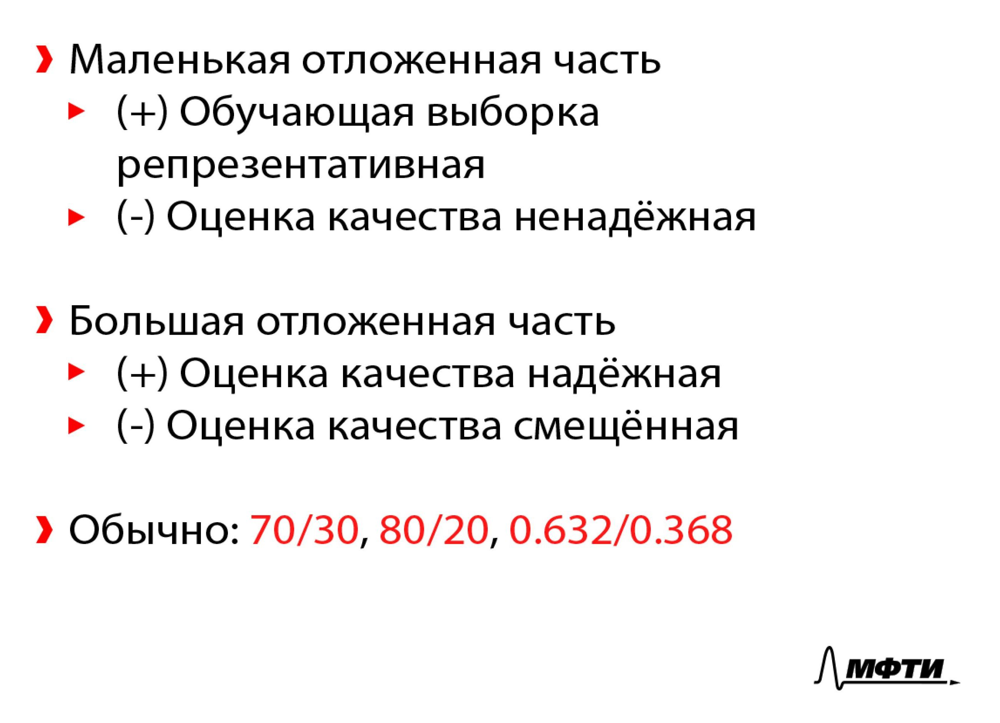 Маленькая отложенная часть
(+) Обучающая выборка
репрезентативная
(-) Оценка качества ненадёжная
Большая отложенная часть
(+) Оценка качества надёжная
(-) Оценка качества смещённая
Обычно: 70/30, 80/20, 0.632/0.368
МФТИ